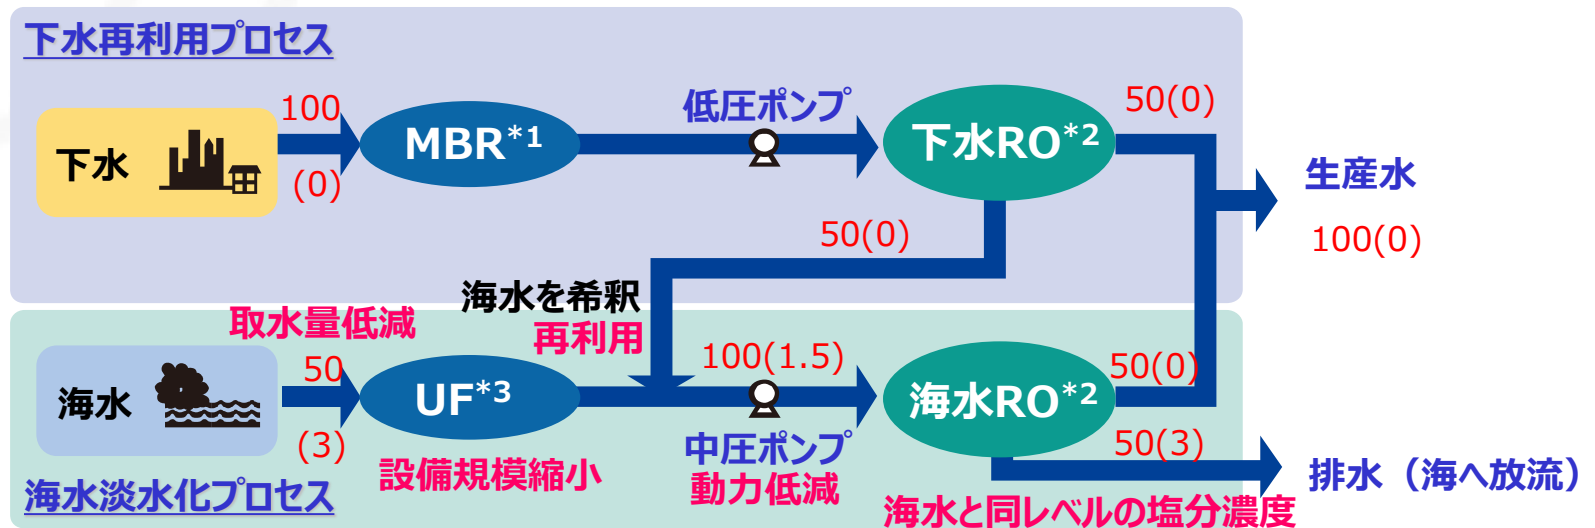 下水再利用プロセス
下水
100
(0)
MBR*1
低圧ポンプ
下水RO*2
50(0)
50(0)
生産水
100(0)
海水を希釈
再利用
取水量低減
海水
50
(3)
UF*3
設備規模縮小
100(1.5)
中圧ポンプ
動力低減
海水RO*2
50(0)
50(3)
排水（海へ放流）
海水と同レベルの塩分濃度
海水淡水化プロセス